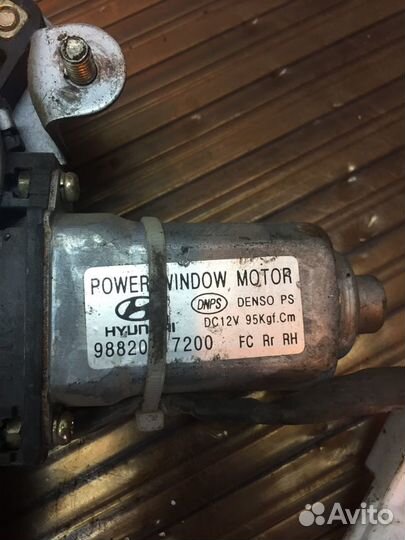 POWER WINDOW MOTOR
HYUNDAI DNPS DENSO PS
DC12V 95Kgf.Cm
98820 7200 FC Rr RH
Avito